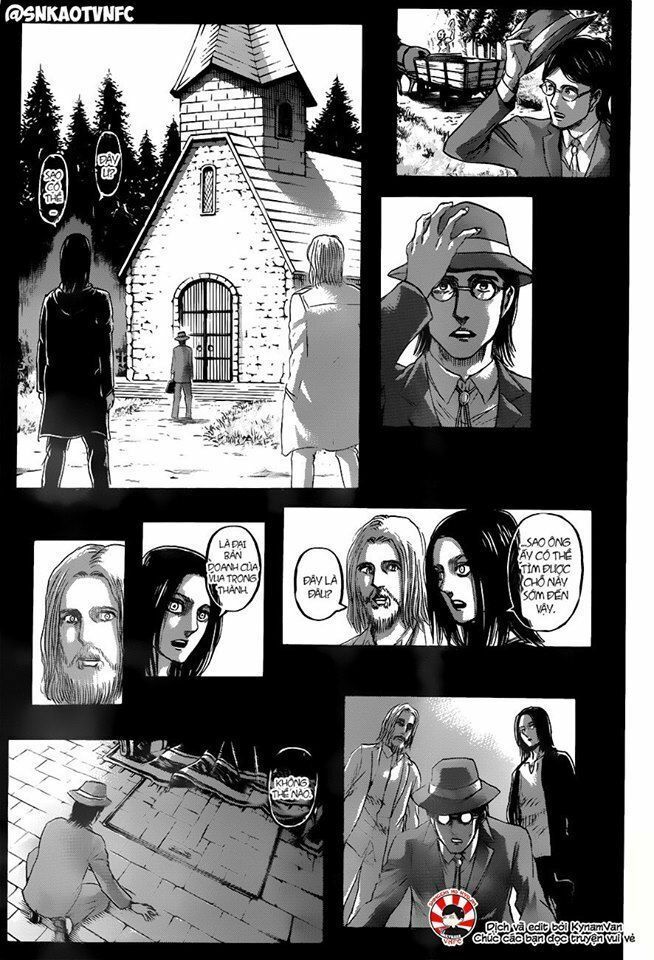 @SNKAOTVNFC
ĐÂY Ư?
SAO CÓ
THỂ
...
...SAO ÔNG
ẤY CÓ THỂ
TÌM ĐƯỢC
CHỖ NÀY
SỚM ĐẾN
VẬY.
ĐÂY LÀ
ĐÂU?
LÀ ĐẠI
BẢN
DOANH CỦA
VUA TRONG
THÀNH.
KHÔNG
THỂ NÀO.
VNFC
Dịch và edit bởi KynamVan
Chúc các bạn đọc truyện vui vẻ